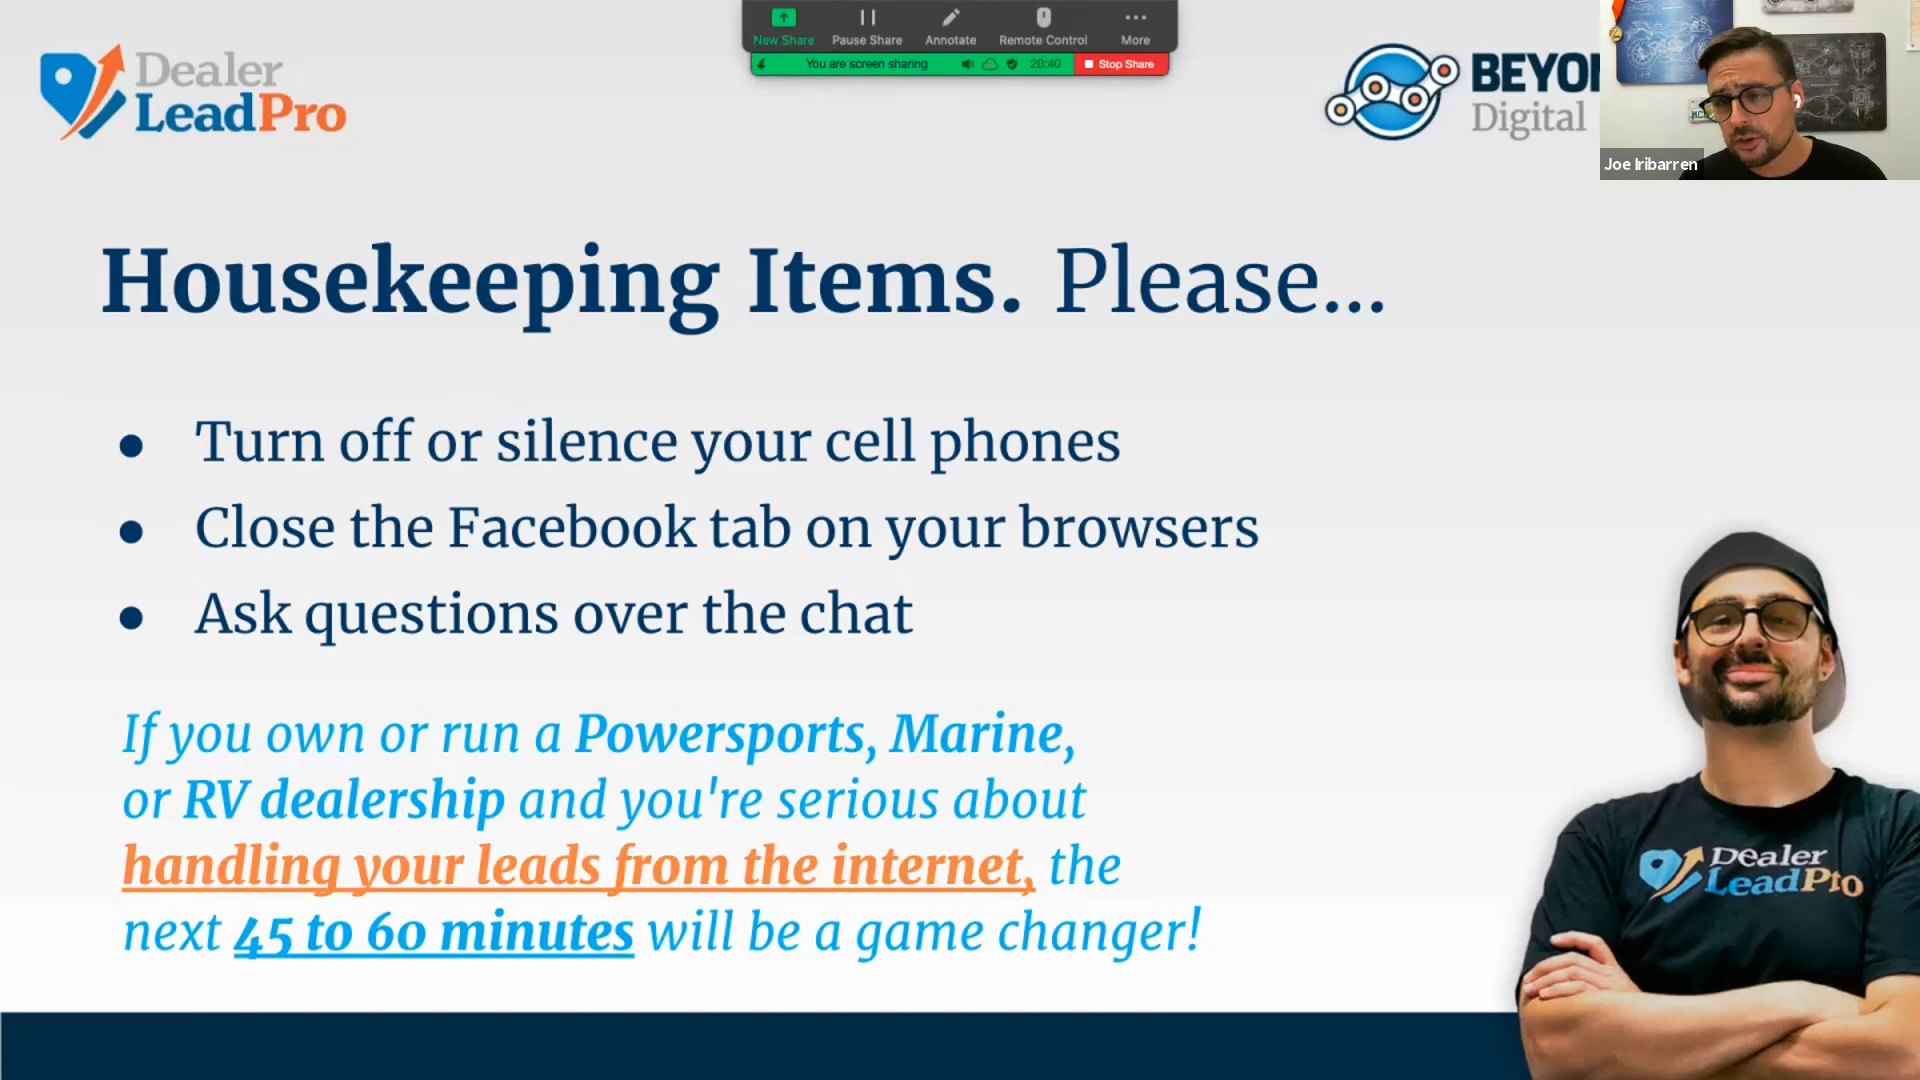 New Share Pause Share Annotate Remote Control More
You are screen sharing 20:40 Stop Share
Dealer
LeadPro
BEYO
Digital
Joe Iribarren
Housekeeping Items. Please...
● Turn off or silence your cell phones
● Close the Facebook tab on your browsers
● Ask questions over the chat
If you own or run a Powersports, Marine,
or RV dealership and you're serious about
handling your leads from the internet, the
next 45 to 60 minutes will be a game changer!
Dealer
LeadPro